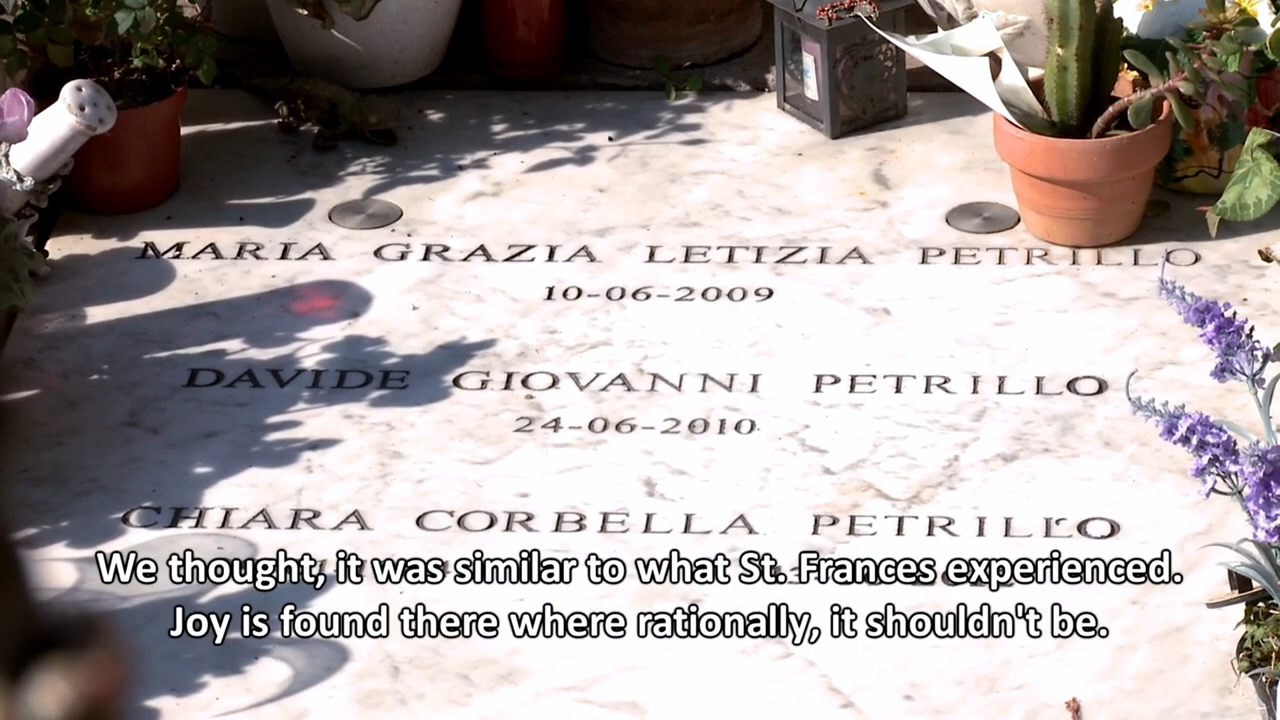 MARIA GRAZIA LETIZIA PETRILLO
10-06-2009
DAVIDE GIOVANNI PETRILLO
24-06-2010
CHIARA CORBELLA PETRILLO
We thought, it was similar to what St. Frances experienced.
Joy is found there where rationally, it shouldn't be.